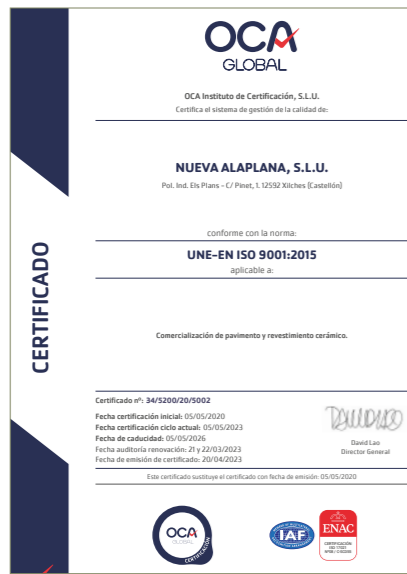 OCA
GLOBAL
OCA Instituto de Certificación, S.L.U.
Certifica el sistema de gestión de la calidad de:
NUEVA ALAPLANA, S.L.U.
Pol. Ind. Els Plans - C/ Pinet, 1. 12592 Xilches (Castellón)
conforme con la norma:
UNE-EN ISO 9001:2015
aplicable a:
CERTIFICADO
Comercialización de pavimento y revestimiento cerámico.
Certificado nº: 34/5200/20/5002
Fecha certificación inicial: 05/05/2020
Fecha certificación ciclo actual: 05/05/2023
Fecha de caducidad: 05/05/2026
Fecha auditoría renovación: 21 y 22/03/2023
Fecha de emisión de certificado: 20/04/2023
David Lao
Director General
Este certificado sustituye el certificado con fecha de emisión: 05/05/2020
OCA
GLOBAL
CERTIFICACIÓN
IAF
ENAC
CERTIFICACIÓN